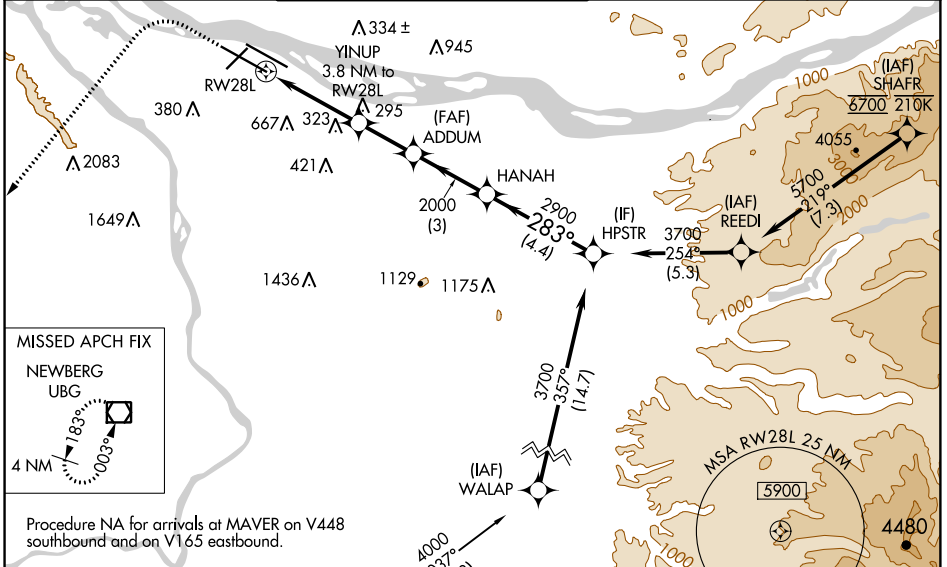 334 ±
945
YINUP
3.8 NM to
RW28L
RW28L
295
380
667
323
(FAF)
ADDUM
421
2083
1649
HANAH
2000
(3)
2900
283°
(4.4)
(IF)
HPSTR
3700
254°
(5.3)
(IAF)
REEDI
5700
219°
(7.3)
(IAF)
SHAFR
6700 210K
4055
3000
2000
1000
1000
1436
1129
1175
3700
357°
(14.7)
(IAF)
WALAP
4000
MISSED APCH FIX
NEWBERG
UBG
183°
003°
4 NM
Procedure NA for arrivals at MAVER on V448
southbound and on V165 eastbound.
MSA RW28L 25 NM
5900
4480
1000